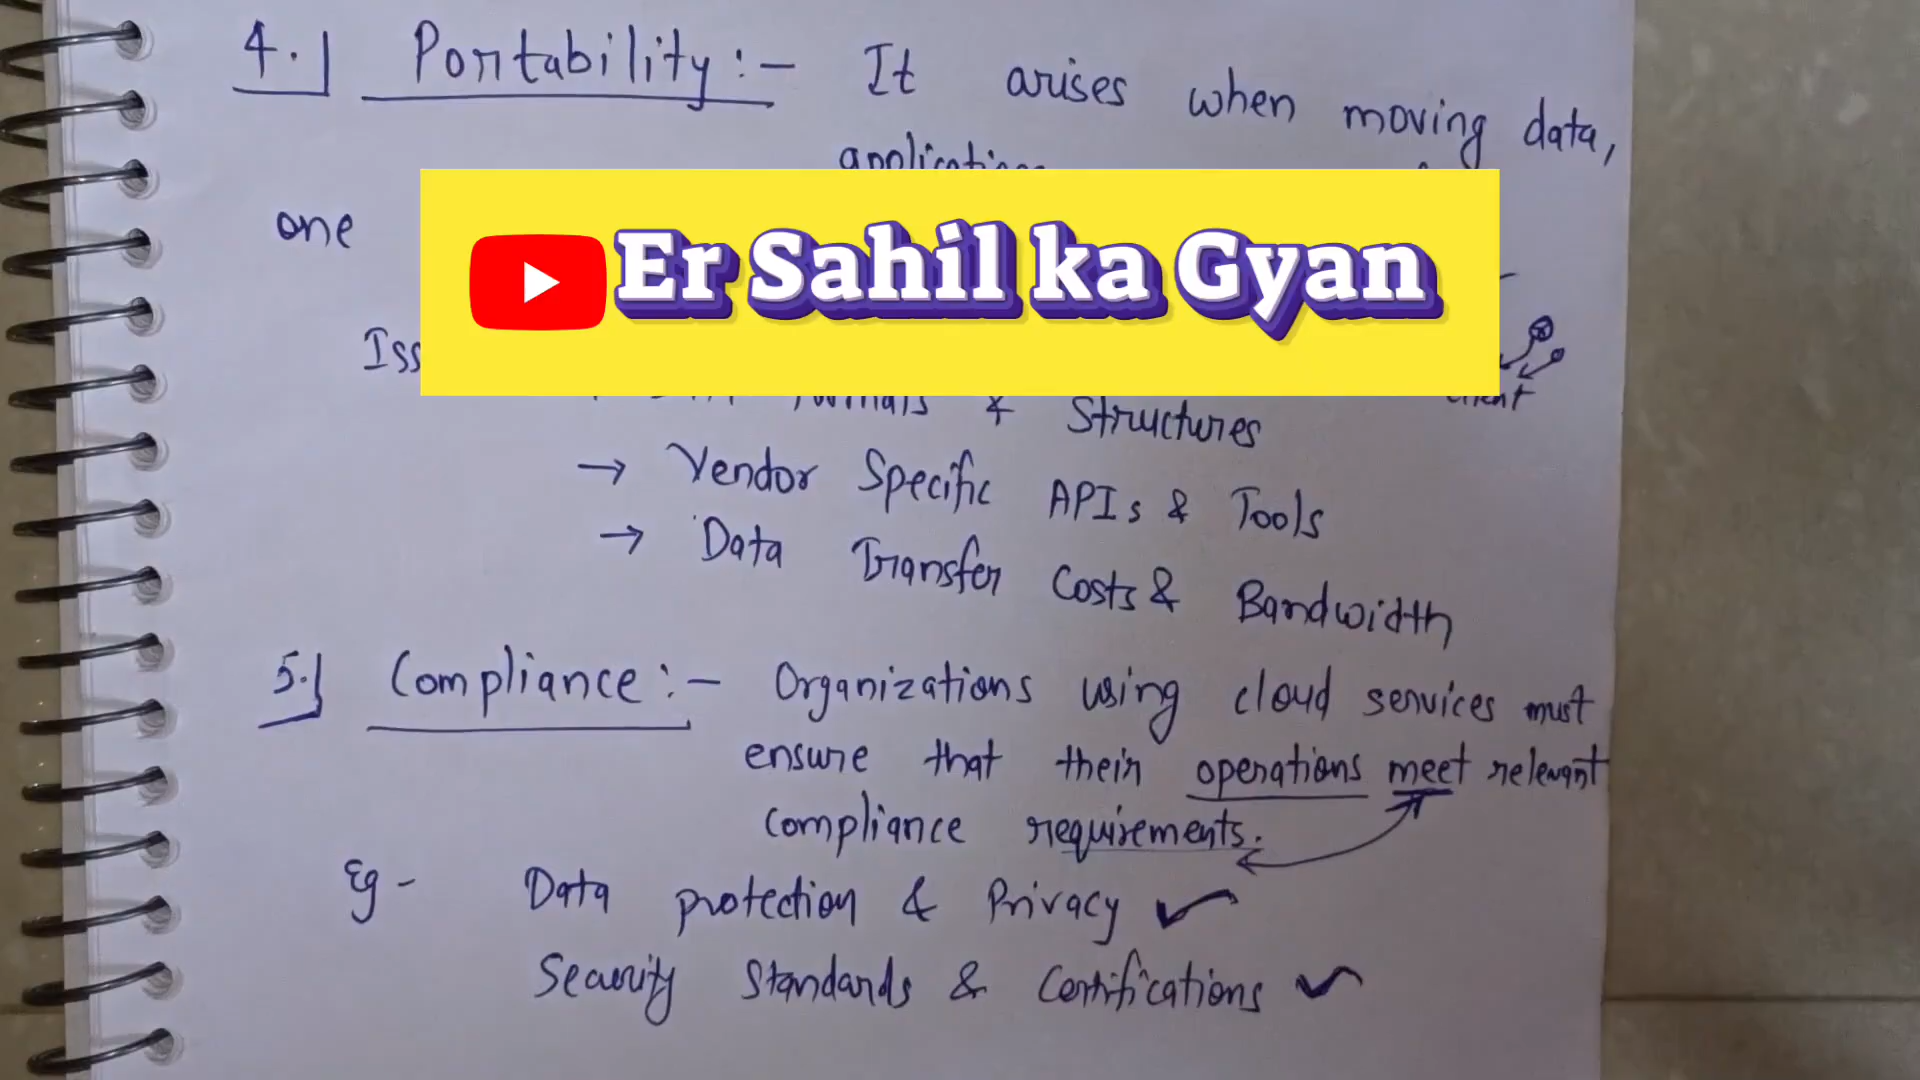 4.] Portability :- It arises when moving data,
one
Er Sahil ka Gyan
& Structures
→ Vendor Specific APIs & Tools
→ Data Transfer Costs & Bandwidth
5.] Compliance :- Organizations using cloud services must
ensure that their operations meet relevant
compliance requirements.
Eg - Data protection & Privacy ✓
Security Standards & Certifications ✓